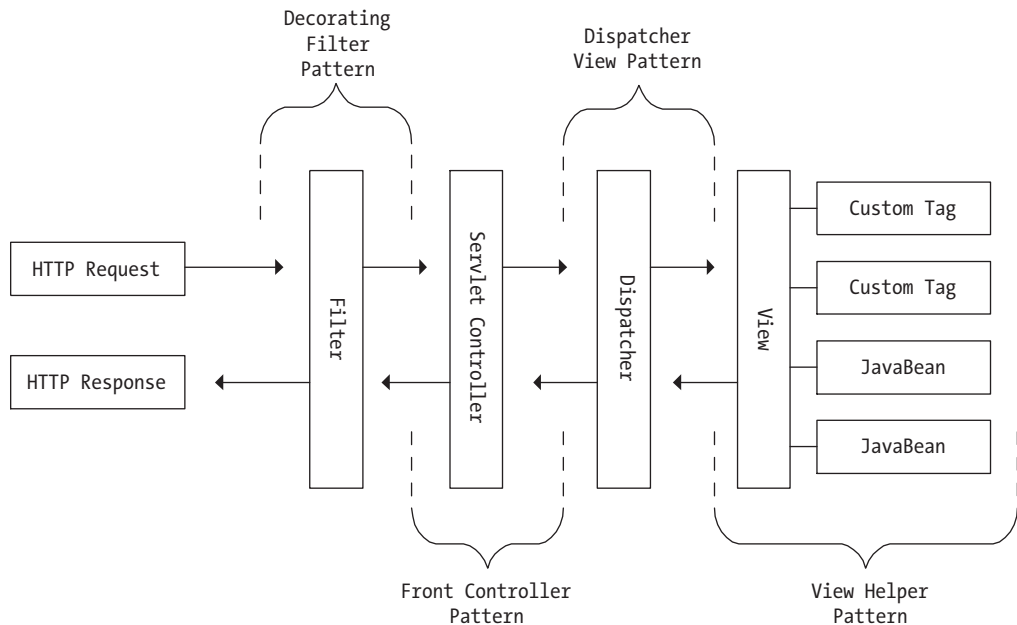 Decorating
Filter
Pattern
Dispatcher
View Pattern
HTTP Request
HTTP Response
Filter
Servlet Controller
Dispatcher
View
Custom Tag
Custom Tag
JavaBean
JavaBean
Front Controller
Pattern
View Helper
Pattern